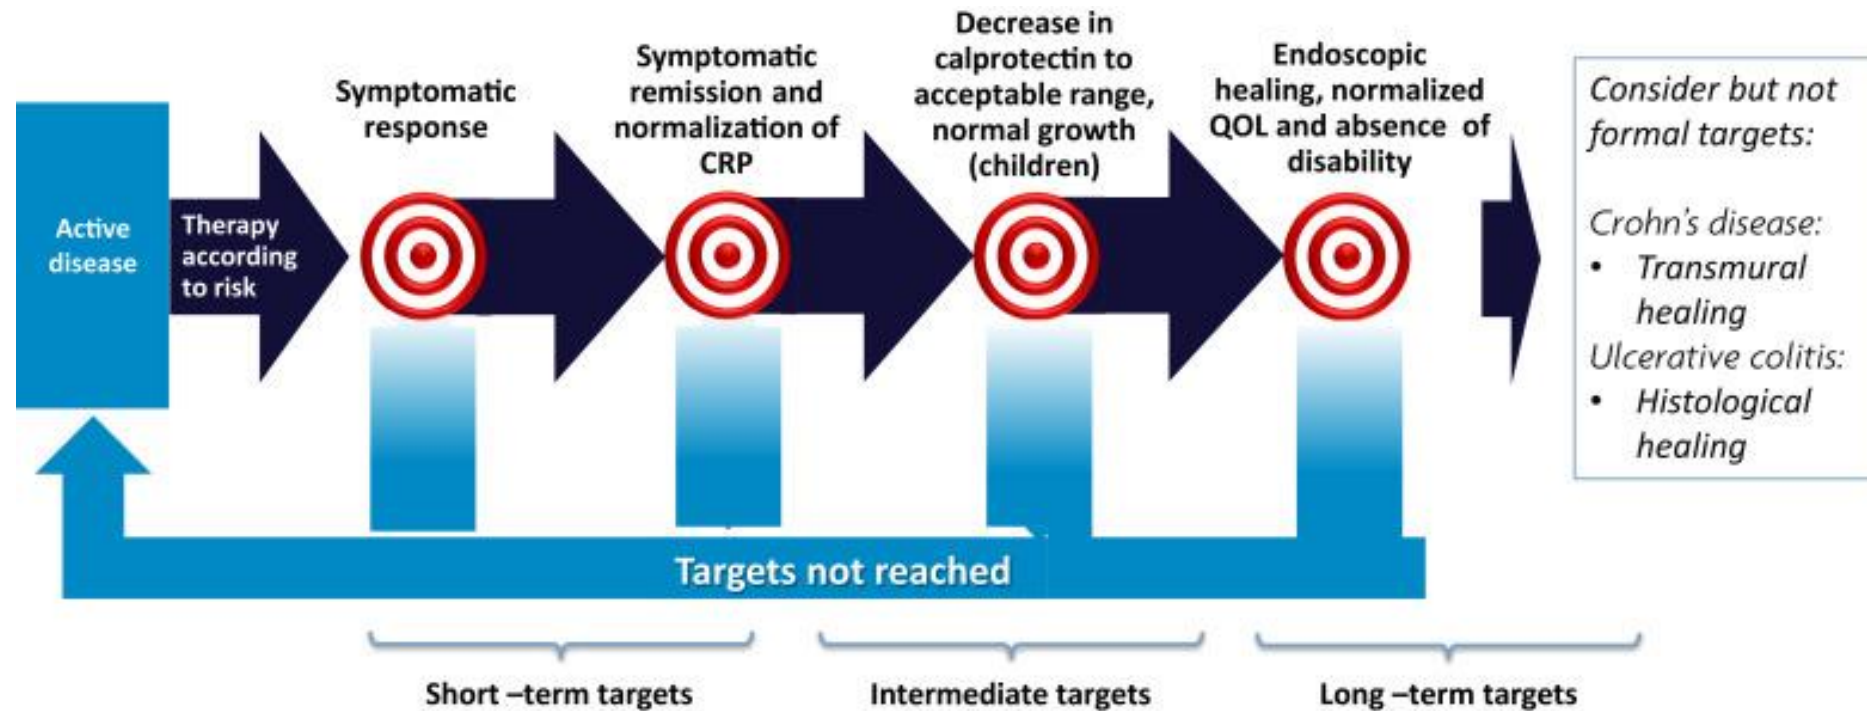 Active
disease
Therapy
according
to risk
Symptomatic
response
Symptomatic
remission and
normalization of
CRP
Decrease in
calprotectin to
acceptable range,
normal growth
(children)
Endoscopic
healing, normalized
QOL and absence of
disability
Consider but not
formal targets:
Crohn's disease:
• Transmural
healing
Ulcerative colitis:
• Histological
healing
Targets not reached
Short –term targets
Intermediate targets
Long –term targets